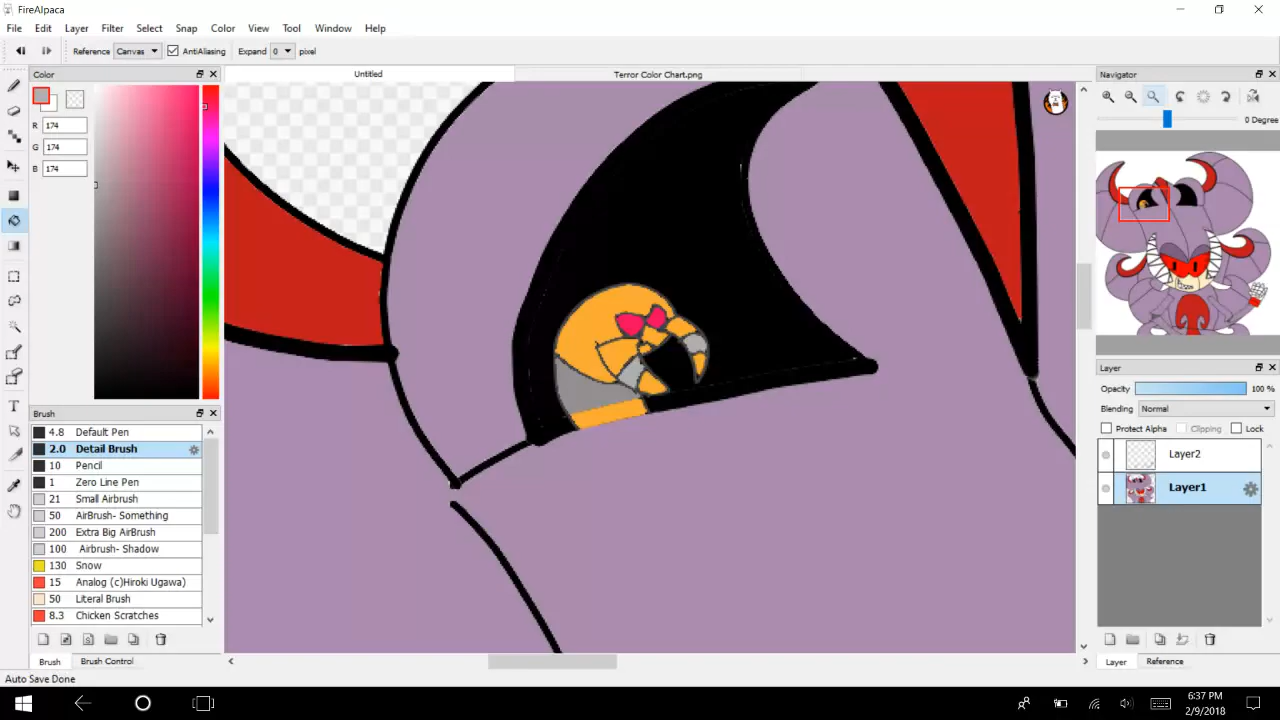 FireAlpaca
File Edit Layer Filter Select Snap Color View Tool Window Help
Reference Canvas AntiAliasing Expand 0 pixel
Color
Untitled
Terror Color Chart.png
Navigator
R 174
G 174
B 174
0 Degree
Brush
4.8 Default Pen
2.0 Detail Brush
10 Pencil
1 Zero Line Pen
21 Small Airbrush
50 AirBrush- Something
200 Extra Big AirBrush
100 Airbrush- Shadow
130 Snow
15 Analog (c)Hiroki Ugawa)
50 Literal Brush
8.3 Chicken Scratches
Brush Brush Control
Layer
Opacity 100 %
Blending Normal
Protect Alpha Clipping Lock
Layer2
Layer1
Layer Reference
Auto Save Done
6:37 PM
2/9/2018